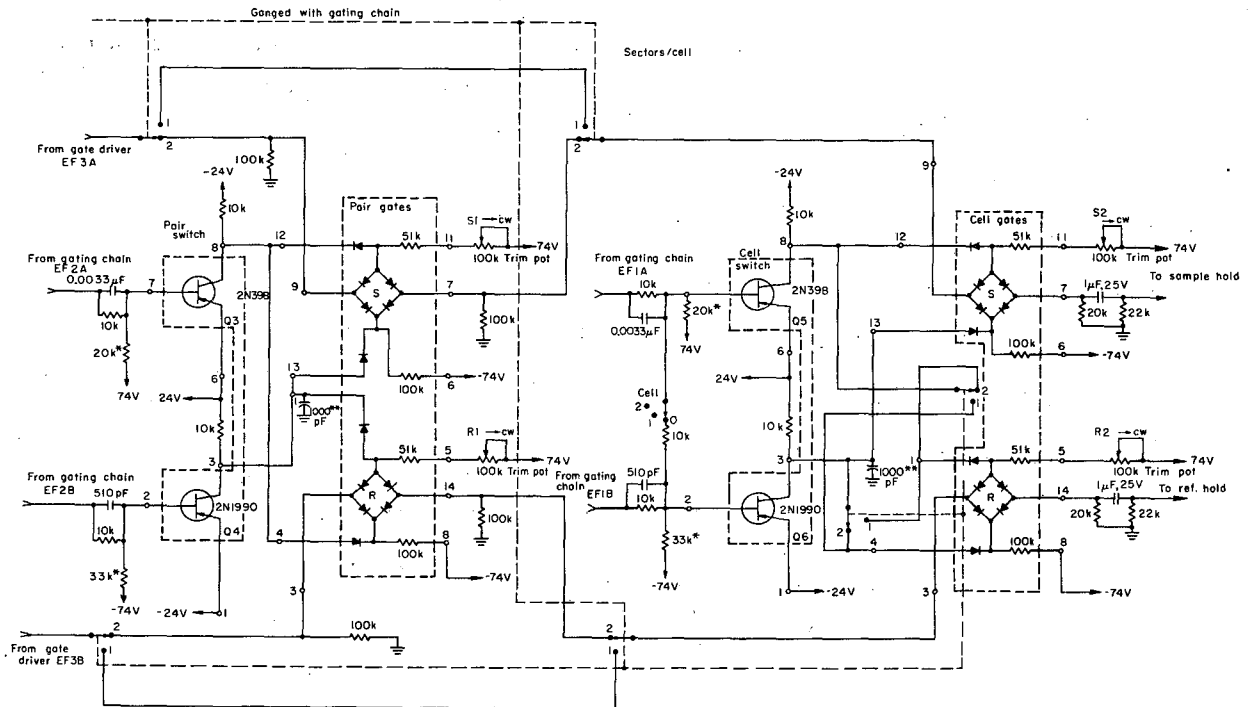 Ganged with gating chain
Sectors/cell
1
2
From gate driver
EF3A
100k
1
2
9
-24V
10k
Pair
switch
8
12
Pair gates
51k
11
S1
cw
100k Trim pot
74V
From gating chain
EF2A
0.0033μF
7
10k
20k*
74V
2N398
Q3
9
S
7
100k
6
24V
10k
3
13
1
1000**
pF
100k
6
-74V
From gating chain
EF2B
510pF
2
10k
33k*
-74V
2N1990
Q4
-24V
1
51k
5
R1
cw
100k Trim pot
74V
R
14
100k
4
100k
8
-74V
3
From gate
driver EF3B
2
1
100k
-24V
10k
8
Cell
switch
From gating chain
EF1A
10k
0.0033μF
20k*
74V
7
2N398
Q5
6
24V
10k
3
Cell
2
1
0
10k
From gating
chain
EF1B
510pF
10k
2
33k*
-74V
2N1990
Q6
1
-24V
2
1
12
Cell gates
51k
11
S2
cw
100k Trim pot
74V
To sample hold
S
7
1μF,25V
20k
22k
13
100k
6
-74V
2
1
1000**
pF
1
51k
5
R2
cw
100k Trim pot
74V
To ref. hold
R
14
1μF,25V
20k
22k
1
2
4
100k
8
-74V
3